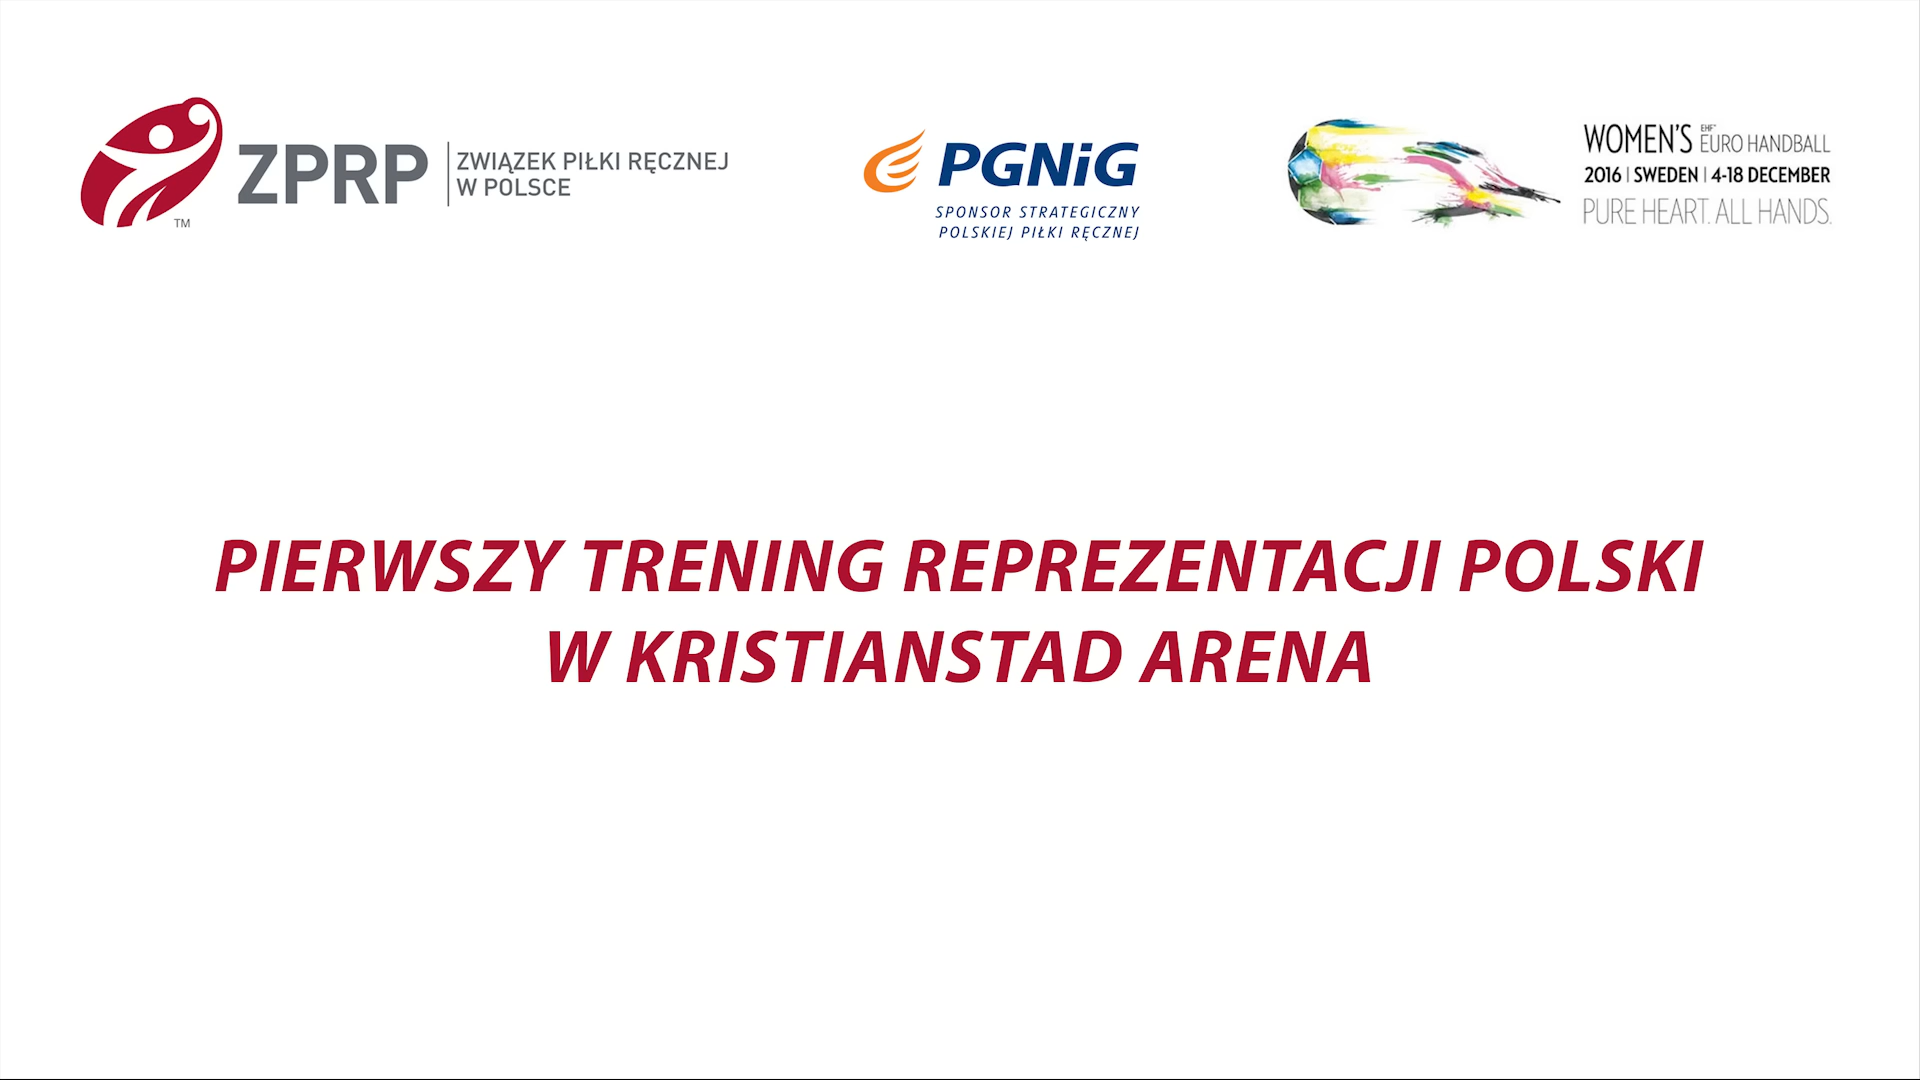 ZPRP
ZWIĄZEK PIŁKI RĘCZNEJ
W POLSCE
TM
PGNiG
SPONSOR STRATEGICZNY
POLSKIEJ PIŁKI RĘCZNEJ
WOMEN'S EHF™ EURO HANDBALL
2016 | SWEDEN | 4-18 DECEMBER
PURE HEART. ALL HANDS.
PIERWSZY TRENING REPREZENTACJI POLSKI
W KRISTIANSTAD ARENA